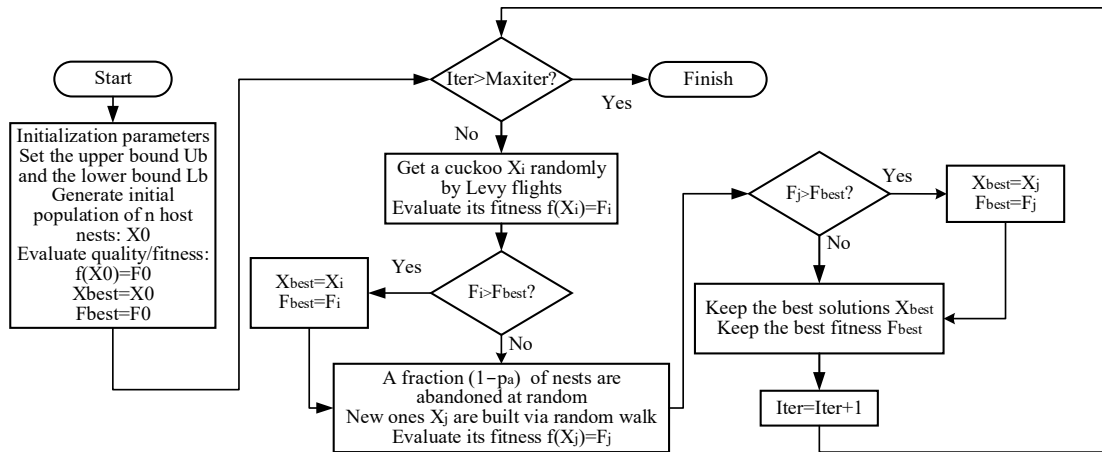 Start
Initialization parameters
Set the upper bound Ub
and the lower bound Lb
Generate initial
population of n host
nests: X0
Evaluate quality/fitness:
f(X0)=F0
Xbest=X0
Fbest=F0
Iter>Maxiter?
Yes
Finish
No
Get a cuckoo Xi randomly
by Levy flights
Evaluate its fitness f(Xi)=Fi
Fi>Fbest?
Yes
Xbest=Xi
Fbest=Fi
No
A fraction (1−pa) of nests are
abandoned at random
New ones Xj are built via random walk
Evaluate its fitness f(Xj)=Fj
Fj>Fbest?
Yes
Xbest=Xj
Fbest=Fj
No
Keep the best solutions Xbest
Keep the best fitness Fbest
Iter=Iter+1